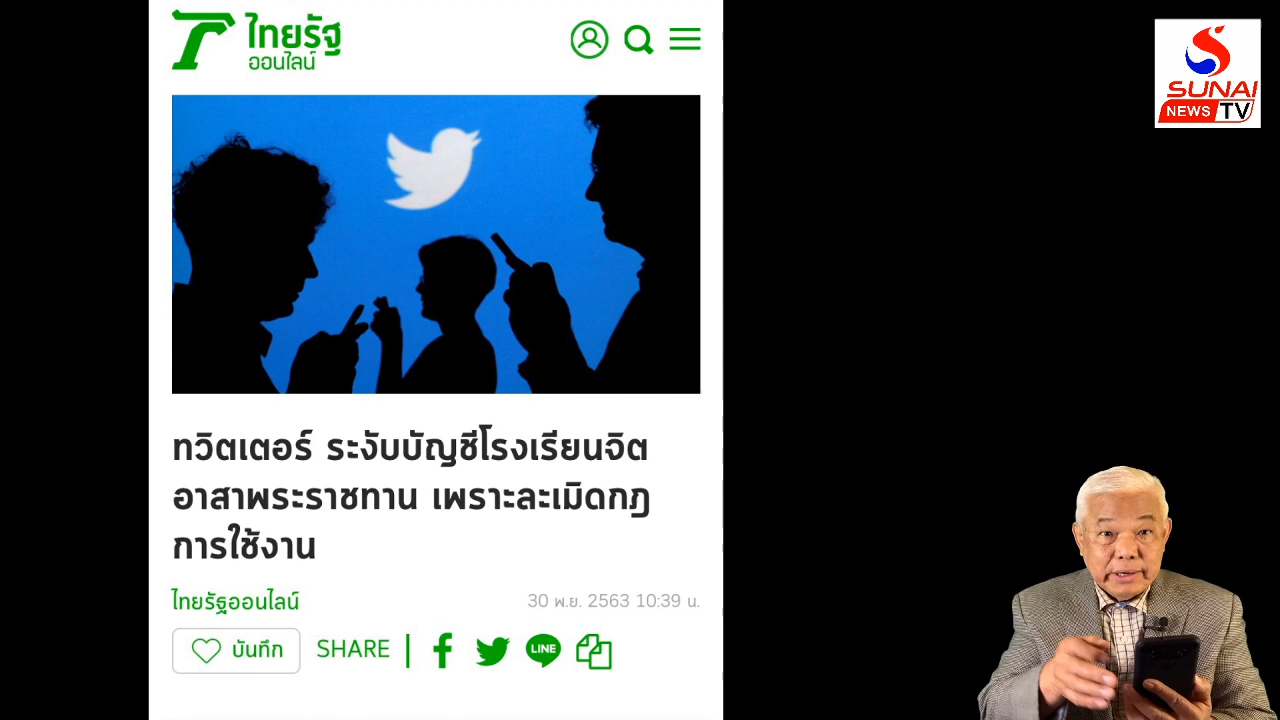 ไทยรัฐ
ออนไลน์
SUNAI
NEWS TV
ทวิตเตอร์ ระงับบัญชีโรงเรียนจิต
อาสาพระราชทาน เพราะละเมิดกฎ
การใช้งาน
ไทยรัฐออนไลน์
30 พ.ย. 2563 10:39 น.
บันทึก SHARE LINE